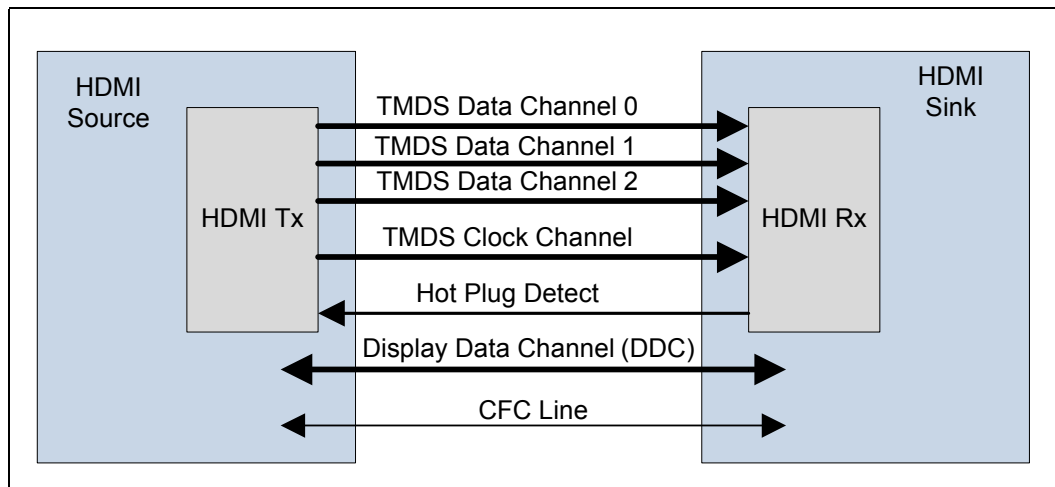 HDMI
Source
HDMI
Sink
TMDS Data Channel 0
TMDS Data Channel 1
TMDS Data Channel 2
HDMI Tx
HDMI Rx
TMDS Clock Channel
Hot Plug Detect
Display Data Channel (DDC)
CFC Line